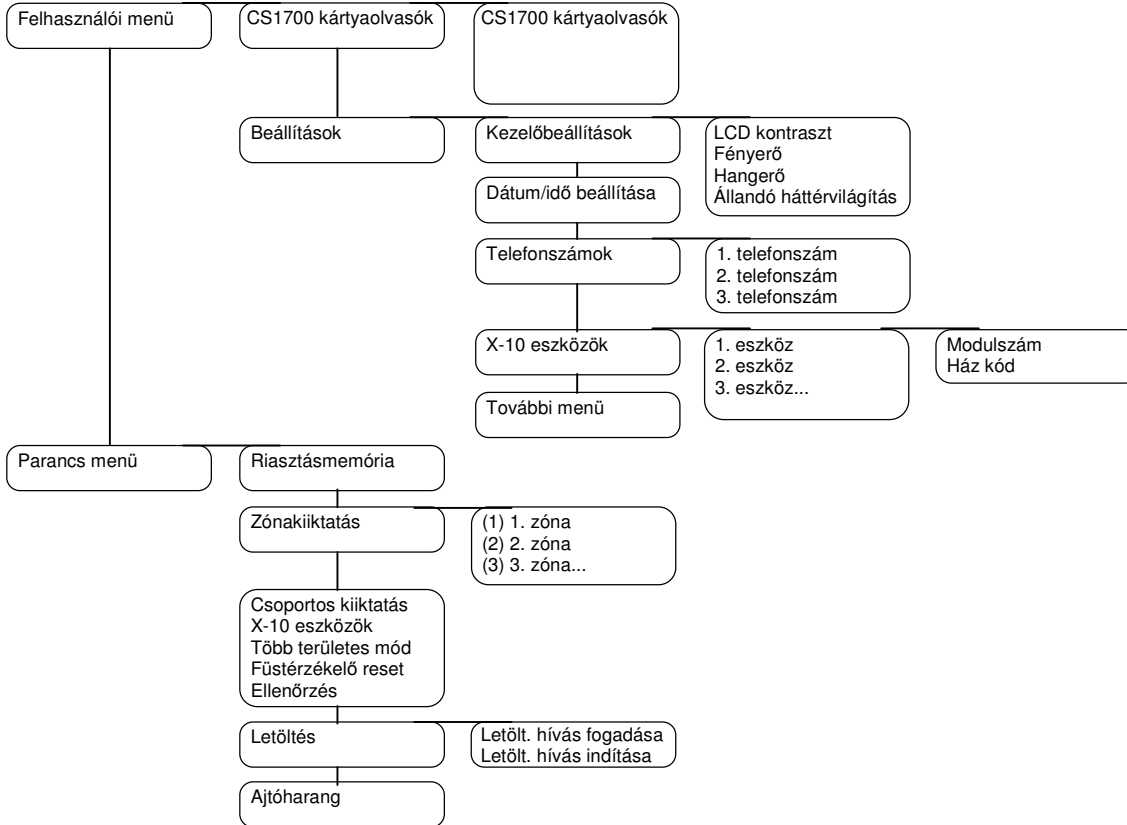 Felhasználói menü
CS1700 kártyaolvasók
CS1700 kártyaolvasók
Beállítások
Kezelőbeállítások
LCD kontraszt
Fényerő
Hangerő
Állandó háttérvilágítás
Dátum/idő beállítása
Telefonszámok
1. telefonszám
2. telefonszám
3. telefonszám
X-10 eszközök
1. eszköz
2. eszköz
3. eszköz...
Modulszám
Ház kód
További menü
Parancs menü
Riasztásmemória
Zónakiiktatás
(1) 1. zóna
(2) 2. zóna
(3) 3. zóna...
Csoportos kiiktatás
X-10 eszközök
Több területes mód
Füstérzékelő reset
Ellenőrzés
Letöltés
Letölt. hívás fogadása
Letölt. hívás indítása
Ajtóharang